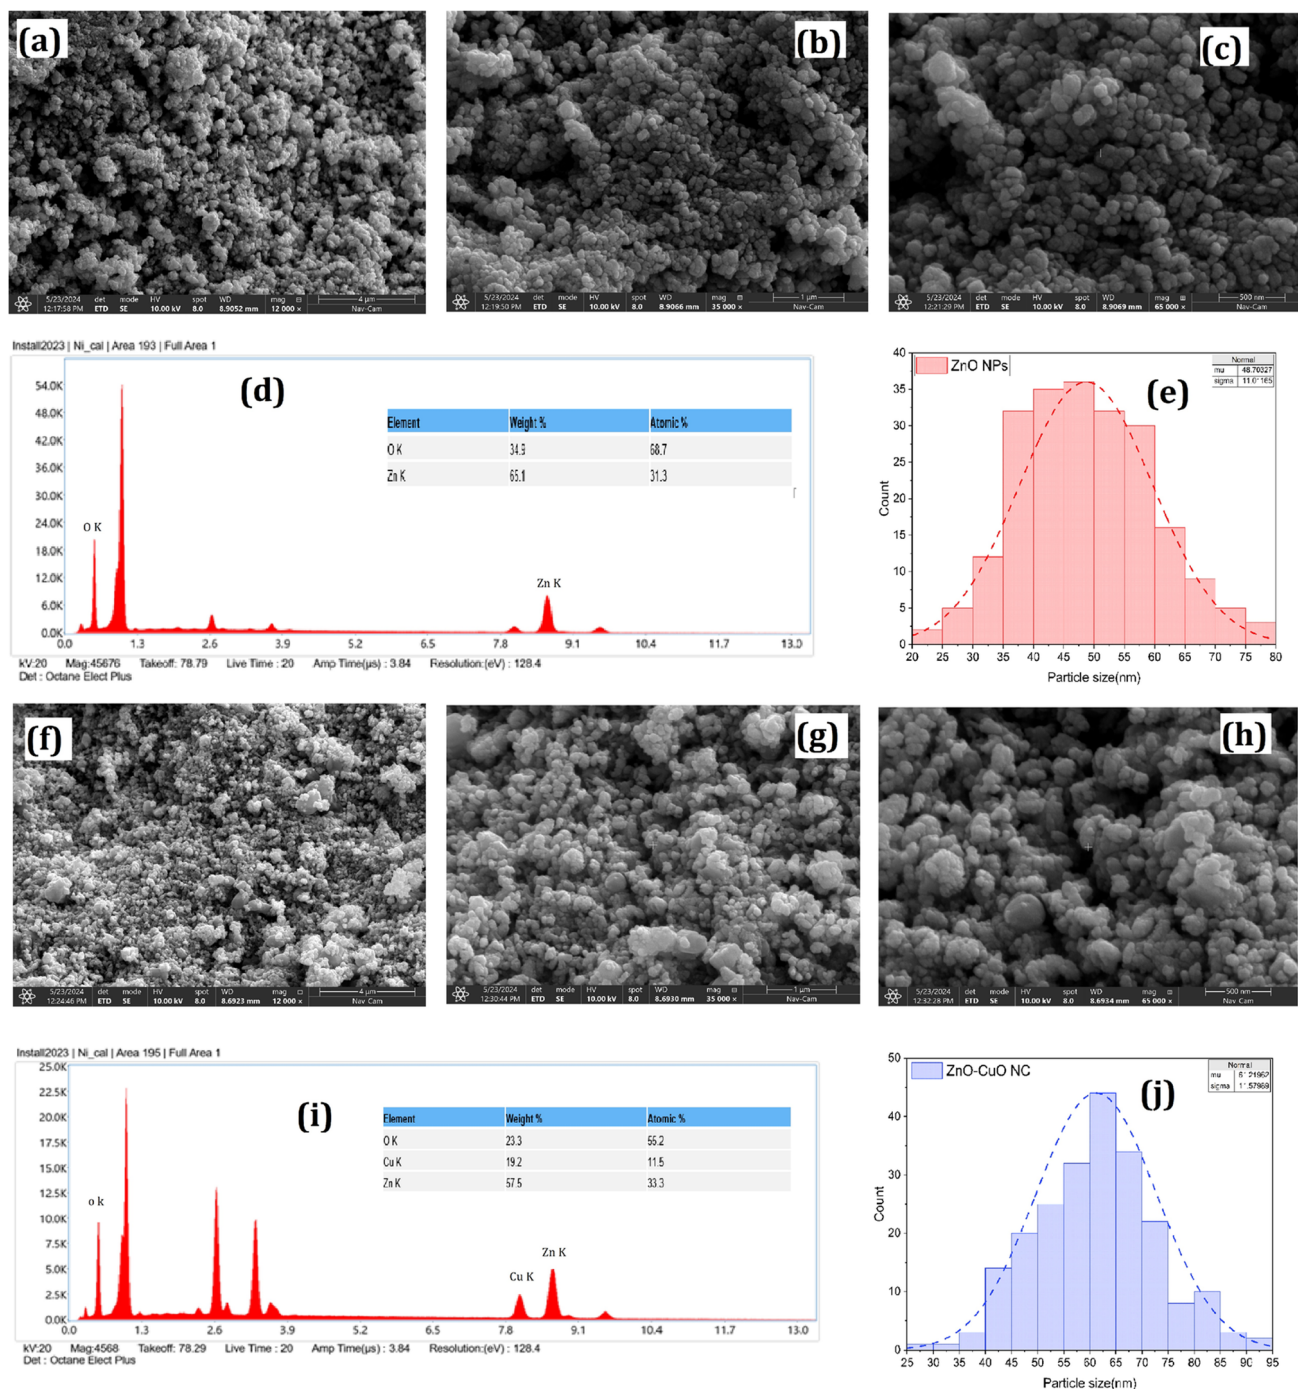 (a)
(b)
(c)
5/23/2024 det mode HV spot WD mag
12:17:58 PM ETD SE 10.00 kV 8.0 8.9052 mm 12 000 × Nav-Cam
4 µm
5/23/2024 det mode HV spot WD mag
12:19:50 PM ETD SE 10.00 kV 8.0 8.9066 mm 35 000 × Nav-Cam
1 µm
5/23/2024 det mode HV spot WD mag
12:21:29 PM ETD SE 10.00 kV 8.0 8.9069 mm 65 000 × Nav-Cam
500 nm
Install2023 | Ni_cal | Area 193 | Full Area 1
(d)
54.0K
48.0K
42.0K
36.0K
30.0K
24.0K
18.0K
12.0K
6.0K
0.0K
Element Weight % Atomic %
O K 34.9 68.7
Zn K 65.1 31.3
O K
Zn K
0.0 1.3 2.6 3.9 5.2 6.5 7.8 9.1 10.4 11.7 13.0
kV:20 Mag:45676 Takeoff: 78.79 Live Time : 20 Amp Time(µs) : 3.84 Resolution:(eV) : 128.4
Det : Octane Elect Plus
ZnO NPs
Normal
mu 48.70327
sigma 11.01165
(e)
40
35
30
25
20
15
10
5
0
Count
20 25 30 35 40 45 50 55 60 65 70 75 80
Particle size(nm)
(f)
(g)
(h)
5/23/2024 det mode HV spot WD mag
12:24:46 PM ETD SE 10.00 kV 8.0 8.6923 mm 12 000 × Nav-Cam
4 µm
5/23/2024 det mode HV spot WD mag
12:30:44 PM ETD SE 10.00 kV 8.0 8.6930 mm 35 000 × Nav-Cam
1 µm
5/23/2024 det mode HV spot WD mag
12:32:28 PM ETD SE 10.00 kV 8.0 8.6934 mm 65 000 × Nav-Cam
500 nm
Install2023 | Ni_cal | Area 195 | Full Area 1
(i)
25.0K
22.5K
20.0K
17.5K
15.0K
12.5K
10.0K
7.5K
5.0K
2.5K
0.0K
Element Weight % Atomic %
O K 23.3 55.2
Cu K 19.2 11.5
Zn K 57.5 33.3
o k
Cu K
Zn K
0.0 1.3 2.6 3.9 5.2 6.5 7.8 9.1 10.4 11.7 13.0
kV:20 Mag:4568 Takeoff: 78.29 Live Time : 20 Amp Time(µs) : 3.84 Resolution:(eV) : 128.4
Det : Octane Elect Plus
ZnO-CuO NC
Normal
mu 61.21962
sigma 11.57969
(j)
50
40
30
20
10
0
Count
25 30 35 40 45 50 55 60 65 70 75 80 85 90 95
Particle size(nm)